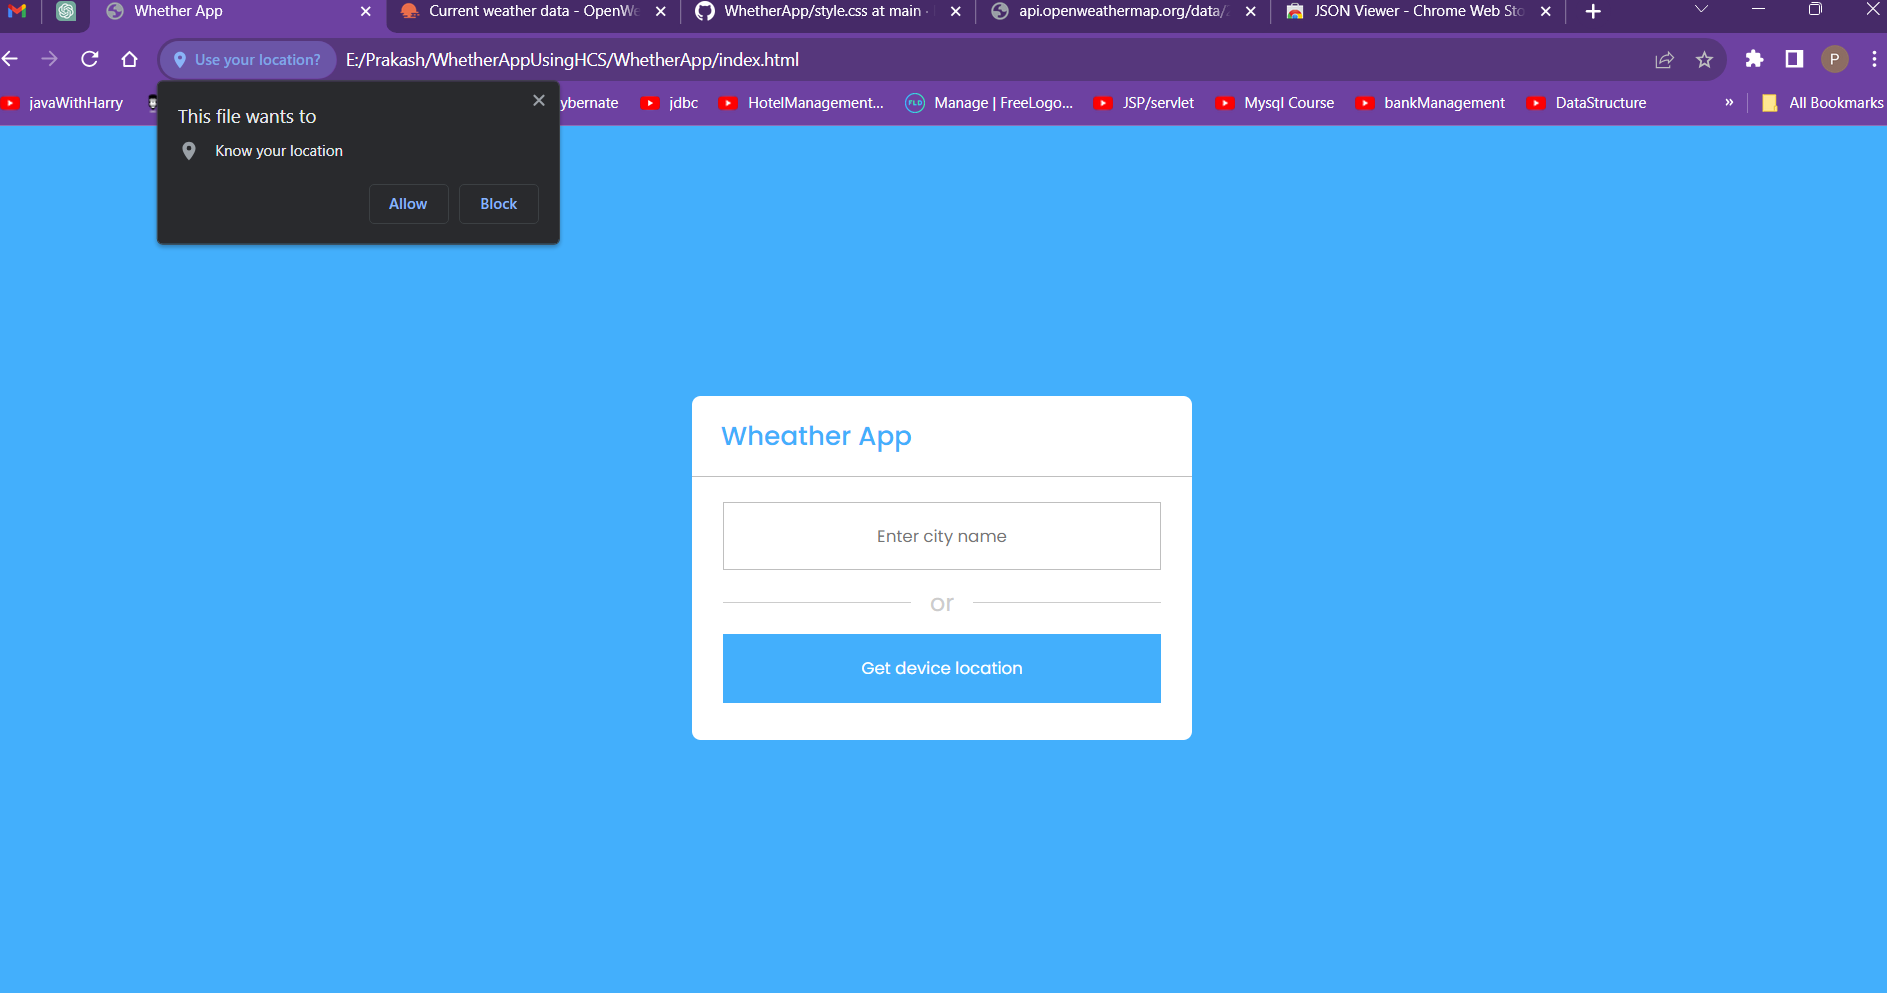 Whether App
Current weather data - OpenWe
WhetherApp/style.css at main ·
api.openweathermap.org/data/
JSON Viewer - Chrome Web Sto
Use your location?
E:/Prakash/WhetherAppUsingHCS/WhetherApp/index.html
P
javaWithHarry
ybernate
jdbc
HotelManagement...
FLD
Manage | FreeLogo...
JSP/servlet
Mysql Course
bankManagement
DataStructure
»
All Bookmarks
This file wants to
Know your location
Allow
Block
Wheather App
Enter city name
or
Get device location